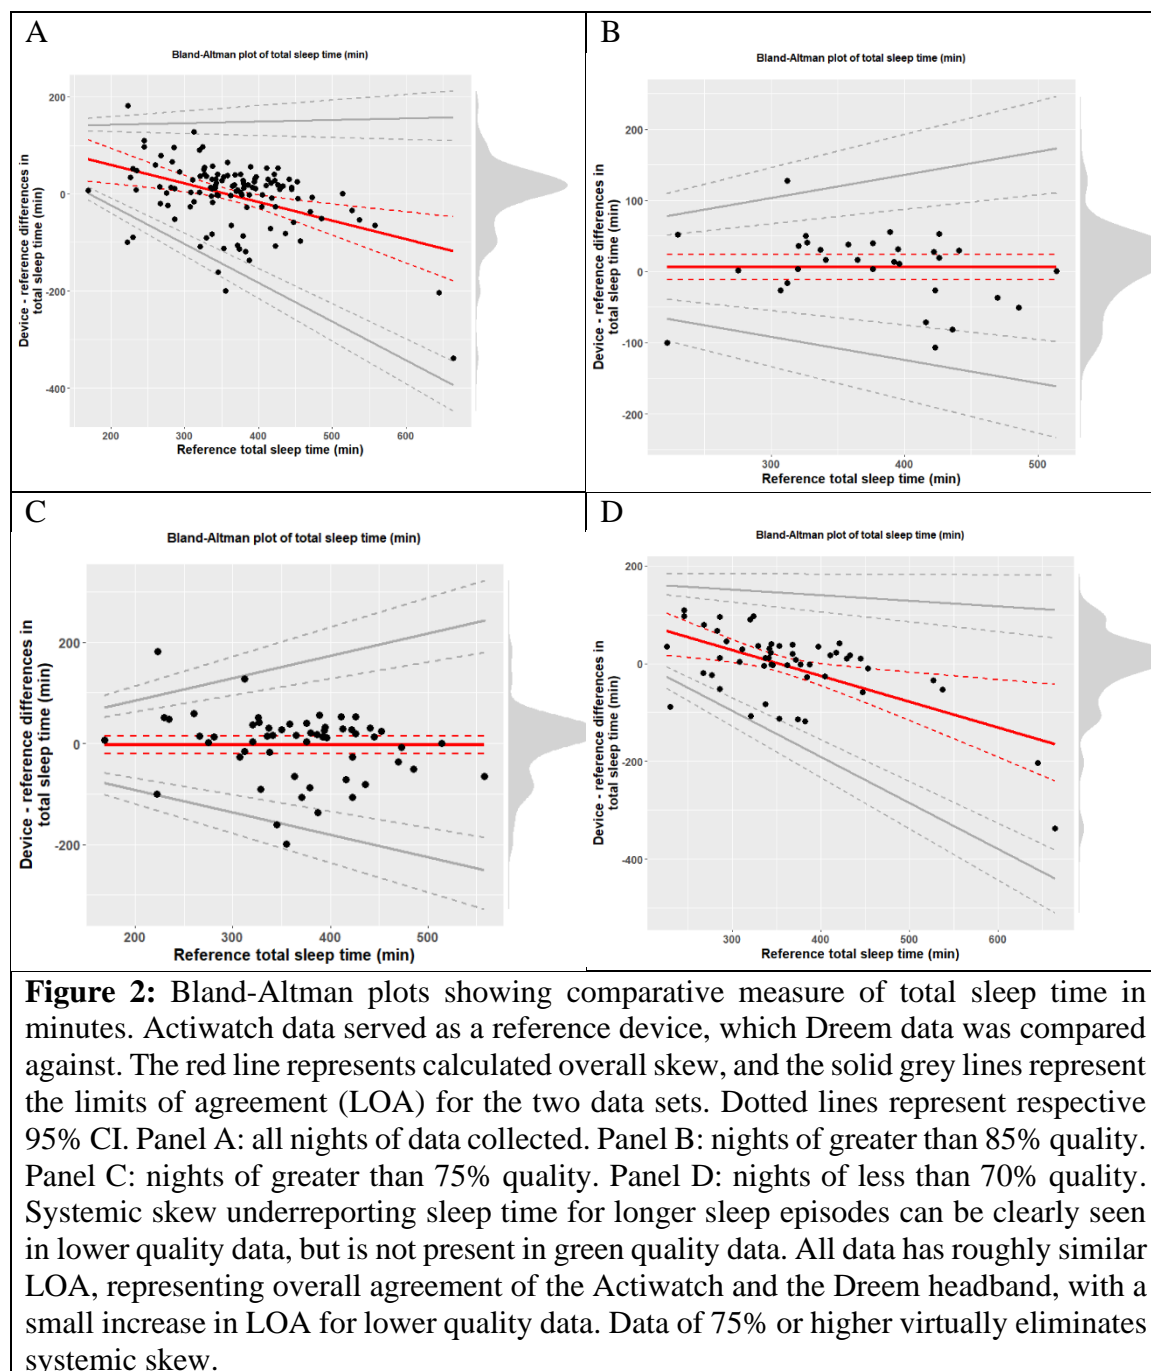 A
Bland-Altman plot of total sleep time (min)
Device - reference differences in
total sleep time (min)
200
0
-200
-400
200 300 400 500 600
Reference total sleep time (min)
B
Bland-Altman plot of total sleep time (min)
Device - reference differences in
total sleep time (min)
200
100
0
-100
-200
300 400 500
Reference total sleep time (min)
C
Bland-Altman plot of total sleep time (min)
Device - reference differences in
total sleep time (min)
200
0
-200
200 300 400 500
Reference total sleep time (min)
D
Bland-Altman plot of total sleep time (min)
Device - reference differences in
total sleep time (min)
200
0
-200
-400
300 400 500 600
Reference total sleep time (min)
Figure 2: Bland-Altman plots showing comparative measure of total sleep time in
minutes. Actiwatch data served as a reference device, which Dreem data was compared
against. The red line represents calculated overall skew, and the solid grey lines represent
the limits of agreement (LOA) for the two data sets. Dotted lines represent respective
95% CI. Panel A: all nights of data collected. Panel B: nights of greater than 85% quality.
Panel C: nights of greater than 75% quality. Panel D: nights of less than 70% quality.
Systemic skew underreporting sleep time for longer sleep episodes can be clearly seen
in lower quality data, but is not present in green quality data. All data has roughly similar
LOA, representing overall agreement of the Actiwatch and the Dreem headband, with a
small increase in LOA for lower quality data. Data of 75% or higher virtually eliminates
systemic skew.